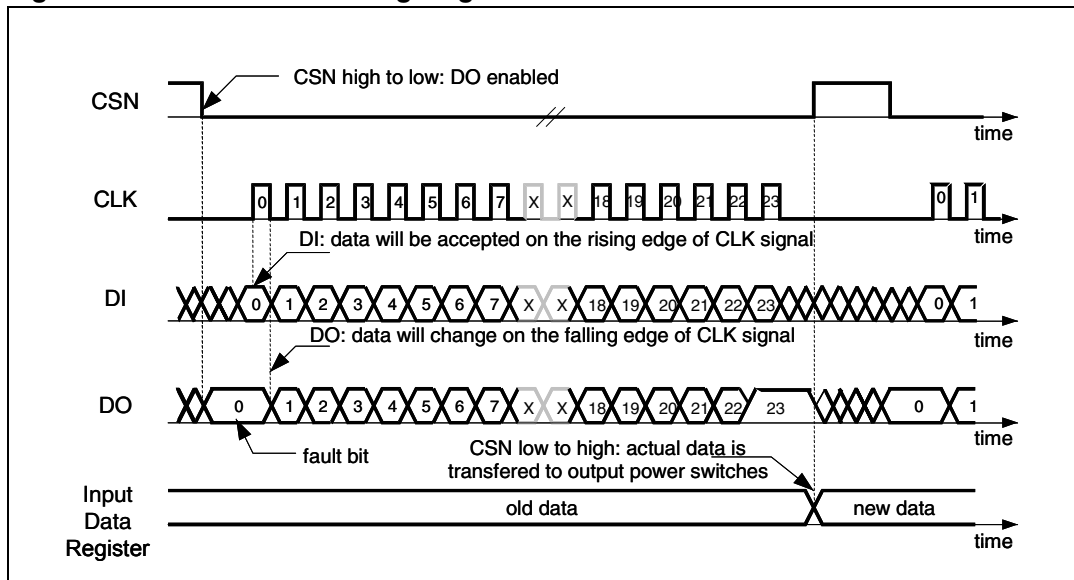 CSN high to low: DO enabled
CSN
time
CLK
0 1 2 3 4 5 6 7 X X 18 19 20 21 22 23 0 1
time
DI: data will be accepted on the rising edge of CLK signal
DI
0 1 2 3 4 5 6 7 X X 18 19 20 21 22 23 0 1
time
DO: data will change on the falling edge of CLK signal
DO
0 1 2 3 4 5 6 7 X X 18 19 20 21 22 23 0 1
time
fault bit
CSN low to high: actual data is
transfered to output power switches
Input
Data
Register
old data
new data
time